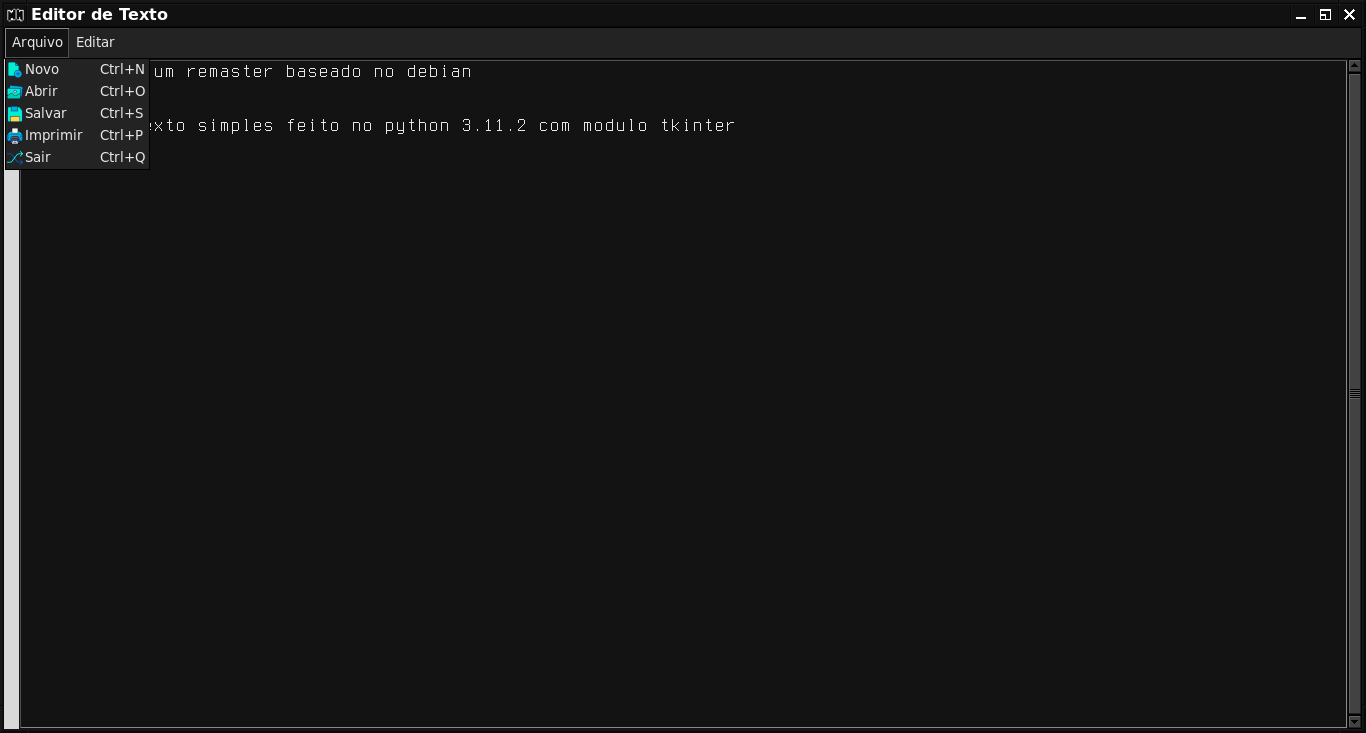 Editor de Texto
Arquivo Editar
Novo Ctrl+N
Abrir Ctrl+O
Salvar Ctrl+S
Imprimir Ctrl+P
Sair Ctrl+Q
um remaster baseado no debian
exto simples feito no python 3.11.2 com modulo tkinter